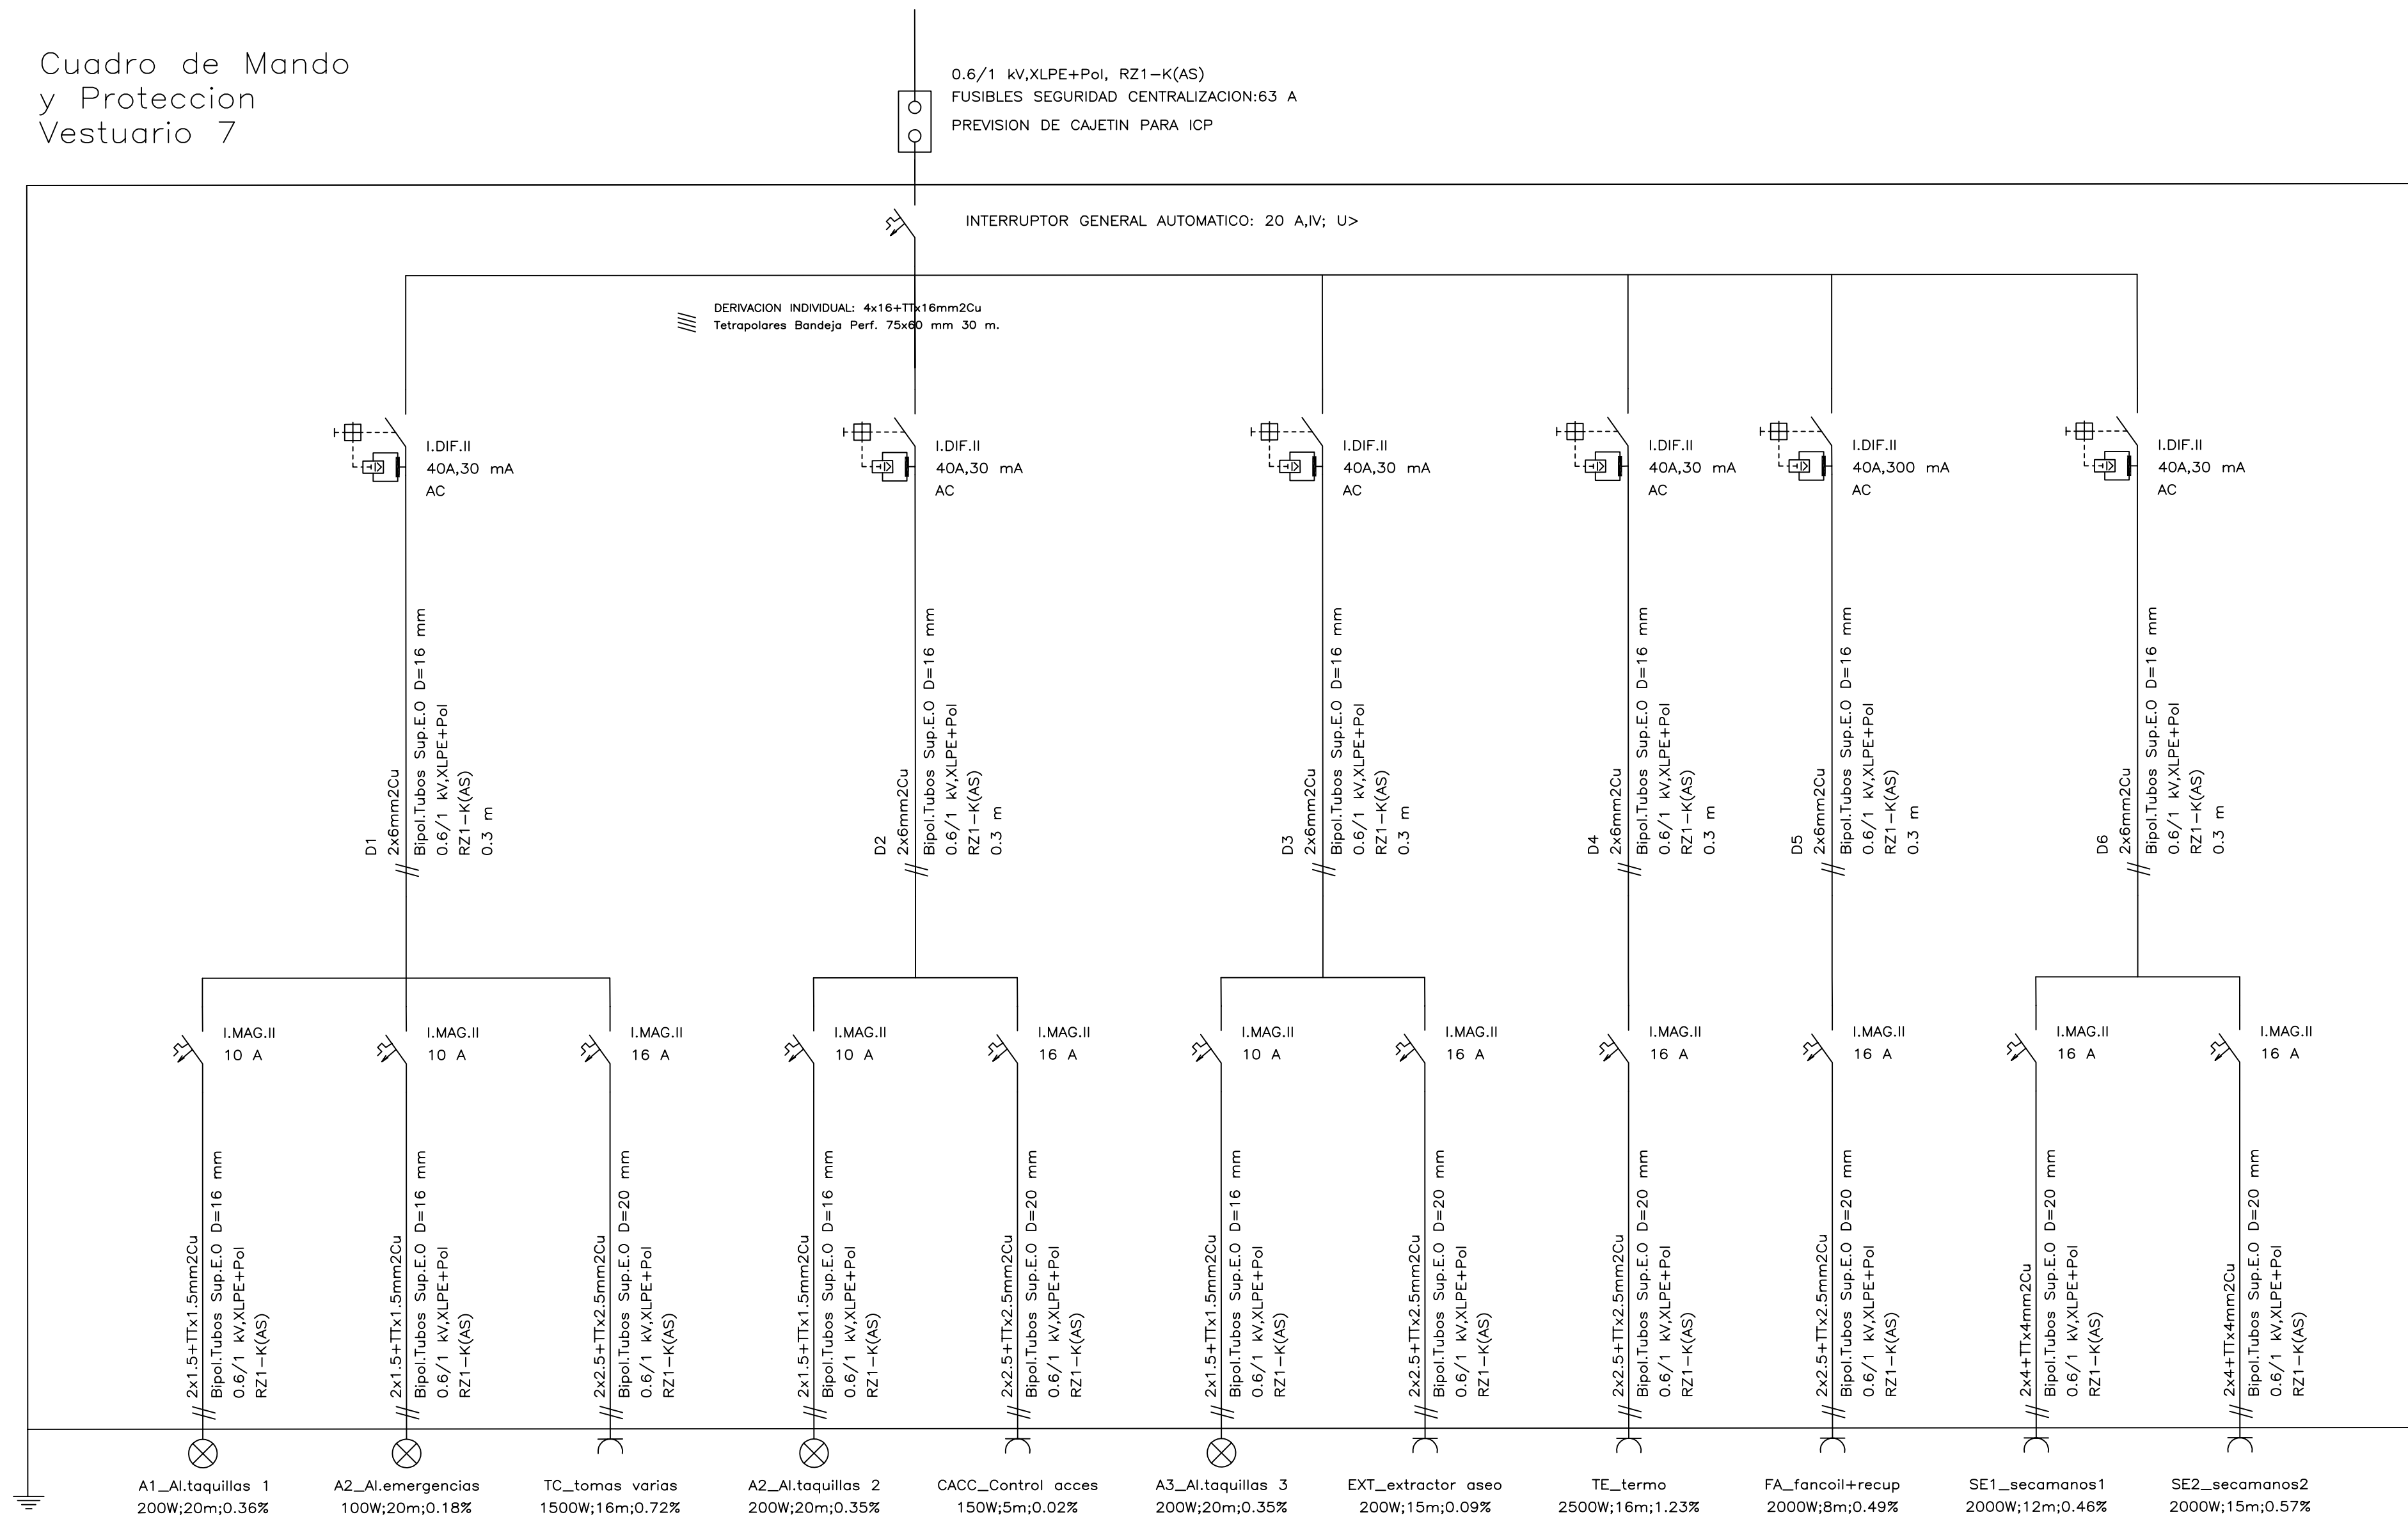 Cuadro de Mando
y Proteccion
Vestuario 7
0.6/1 kV,XLPE+Pol, RZ1-K(AS)
FUSIBLES SEGURIDAD CENTRALIZACION:63 A
PREVISION DE CAJETIN PARA ICP
INTERRUPTOR GENERAL AUTOMATICO: 20 A,IV; U>
DERIVACION INDIVIDUAL: 4x16+TTx16mm2Cu
Tetrapolares Bandeja Perf. 75x60 mm 30 m.
I.DIF.II
40A,30 mA
AC
I.DIF.II
40A,30 mA
AC
I.DIF.II
40A,30 mA
AC
I.DIF.II
40A,30 mA
AC
I.DIF.II
40A,300 mA
AC
I.DIF.II
40A,30 mA
AC
D1
2x6mm2Cu
Bipol.Tubos Sup.E.O D=16 mm
0.6/1 kV,XLPE+Pol
RZ1-K(AS)
0.3 m
D2
2x6mm2Cu
Bipol.Tubos Sup.E.O D=16 mm
0.6/1 kV,XLPE+Pol
RZ1-K(AS)
0.3 m
D3
2x6mm2Cu
Bipol.Tubos Sup.E.O D=16 mm
0.6/1 kV,XLPE+Pol
RZ1-K(AS)
0.3 m
D4
2x6mm2Cu
Bipol.Tubos Sup.E.O D=16 mm
0.6/1 kV,XLPE+Pol
RZ1-K(AS)
0.3 m
D5
2x6mm2Cu
Bipol.Tubos Sup.E.O D=16 mm
0.6/1 kV,XLPE+Pol
RZ1-K(AS)
0.3 m
D6
2x6mm2Cu
Bipol.Tubos Sup.E.O D=16 mm
0.6/1 kV,XLPE+Pol
RZ1-K(AS)
0.3 m
I.MAG.II
10 A
I.MAG.II
10 A
I.MAG.II
16 A
I.MAG.II
10 A
I.MAG.II
16 A
I.MAG.II
10 A
I.MAG.II
16 A
I.MAG.II
16 A
I.MAG.II
16 A
I.MAG.II
16 A
I.MAG.II
16 A
2x1.5+TTx1.5mm2Cu
Bipol.Tubos Sup.E.O D=16 mm
0.6/1 kV,XLPE+Pol
RZ1-K(AS)
2x1.5+TTx1.5mm2Cu
Bipol.Tubos Sup.E.O D=16 mm
0.6/1 kV,XLPE+Pol
RZ1-K(AS)
2x2.5+TTx2.5mm2Cu
Bipol.Tubos Sup.E.O D=20 mm
0.6/1 kV,XLPE+Pol
RZ1-K(AS)
2x1.5+TTx1.5mm2Cu
Bipol.Tubos Sup.E.O D=16 mm
0.6/1 kV,XLPE+Pol
RZ1-K(AS)
2x2.5+TTx2.5mm2Cu
Bipol.Tubos Sup.E.O D=20 mm
0.6/1 kV,XLPE+Pol
RZ1-K(AS)
2x1.5+TTx1.5mm2Cu
Bipol.Tubos Sup.E.O D=16 mm
0.6/1 kV,XLPE+Pol
RZ1-K(AS)
2x2.5+TTx2.5mm2Cu
Bipol.Tubos Sup.E.O D=20 mm
0.6/1 kV,XLPE+Pol
RZ1-K(AS)
2x2.5+TTx2.5mm2Cu
Bipol.Tubos Sup.E.O D=20 mm
0.6/1 kV,XLPE+Pol
RZ1-K(AS)
2x2.5+TTx2.5mm2Cu
Bipol.Tubos Sup.E.O D=20 mm
0.6/1 kV,XLPE+Pol
RZ1-K(AS)
2x4+TTx4mm2Cu
Bipol.Tubos Sup.E.O D=20 mm
0.6/1 kV,XLPE+Pol
RZ1-K(AS)
2x4+TTx4mm2Cu
Bipol.Tubos Sup.E.O D=20 mm
0.6/1 kV,XLPE+Pol
RZ1-K(AS)
A1_Al.taquillas 1
200W;20m;0.36%
A2_Al.emergencias
100W;20m;0.18%
TC_tomas varias
1500W;16m;0.72%
A2_Al.taquillas 2
200W;20m;0.35%
CACC_Control acces
150W;5m;0.02%
A3_Al.taquillas 3
200W;20m;0.35%
EXT_extractor aseo
200W;15m;0.09%
TE_termo
2500W;16m;1.23%
FA_fancoil+recup
2000W;8m;0.49%
SE1_secamanos1
2000W;12m;0.46%
SE2_secamanos2
2000W;15m;0.57%